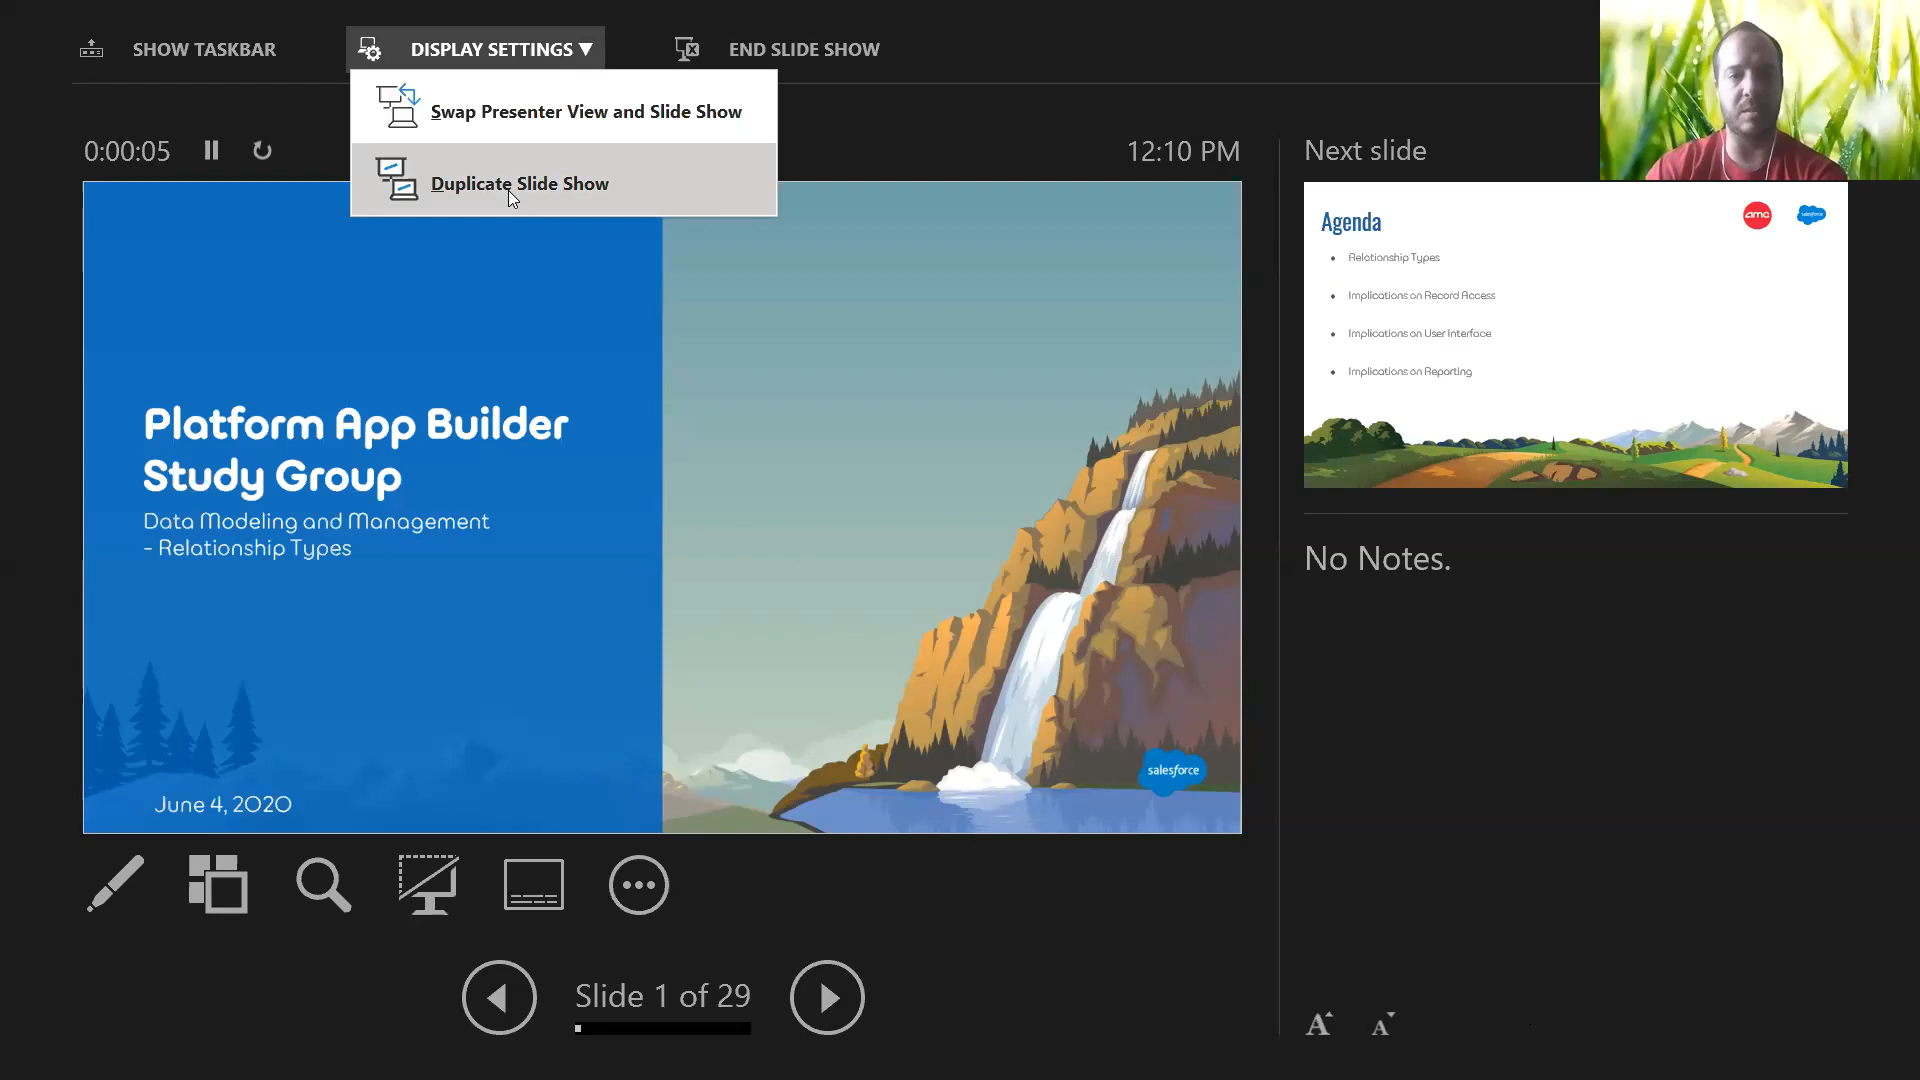 SHOW TASKBAR
DISPLAY SETTINGS ▼
END SLIDE SHOW
Swap Presenter View and Slide Show
Duplicate Slide Show
0:00:05
12:10 PM
Next slide
Platform App Builder
Study Group
Data Modeling and Management
- Relationship Types
June 4, 2020
salesforce
Agenda
amc
salesforce
• Relationship Types
• Implications on Record Access
• Implications on User Interface
• Implications on Reporting
No Notes.
Slide 1 of 29
A
A